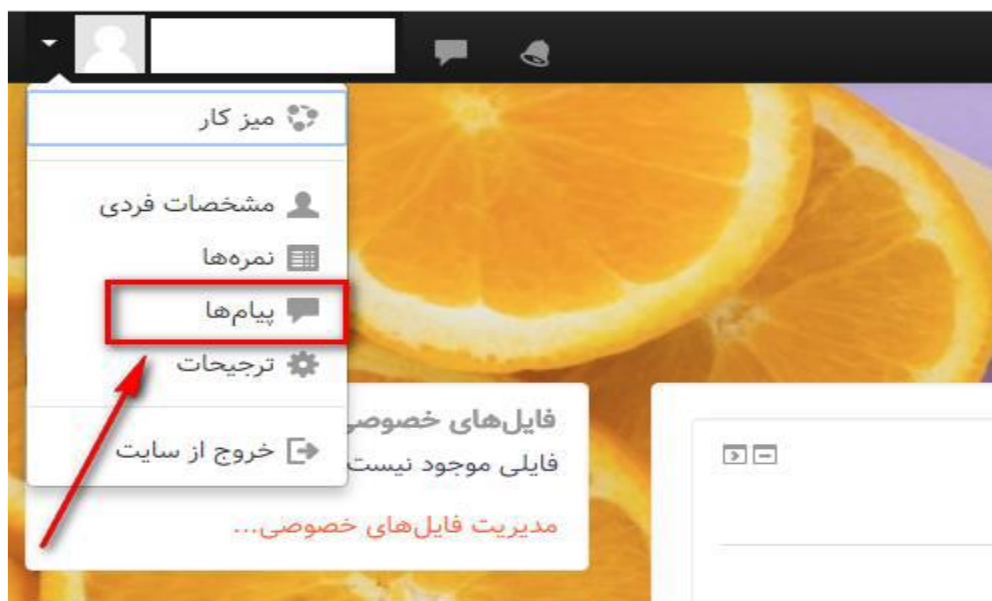 میز کار
مشخصات فردی
نمره‌ها
پیام‌ها
ترجیحات
خروج از سایت
فایل‌های خصوصی
فایلی موجود نیست
مدیریت فایل‌های خصوصی...